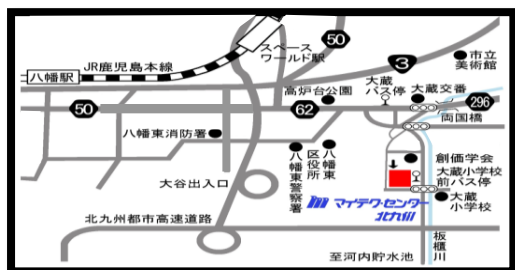 50
スペース
ワールド駅
3
市立
美術館
JR鹿児島本線
八幡駅
大蔵
バス停
高炉台公園
大蔵交番
50
62
296
両国橋
八幡東消防署
八幡東警察署
区役所
八幡東
創価学会
大蔵小学校
前バス停
大谷出入口
マイテク・センター
北九州
大蔵
小学校
北九州都市高速道路
板櫃川
至河内貯水池